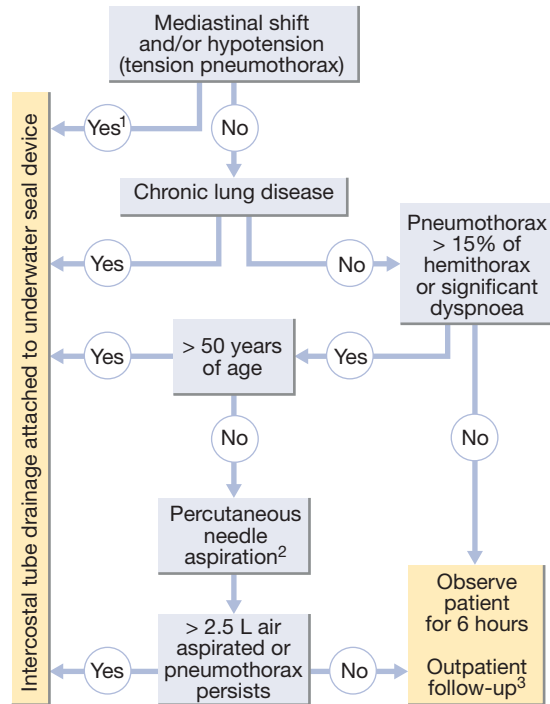 Mediastinal shift
and/or hypotension
(tension pneumothorax)
Yes¹
No
Intercostal tube drainage attached to underwater seal device
Chronic lung disease
Yes
No
Pneumothorax
> 15% of
hemithorax
or significant
dyspnoea
Yes
> 50 years
of age
Yes
No
No
Percutaneous
needle
aspiration²
> 2.5 L air
aspirated or
pneumothorax
persists
Yes
No
Observe
patient
for 6 hours
Outpatient
follow-up³